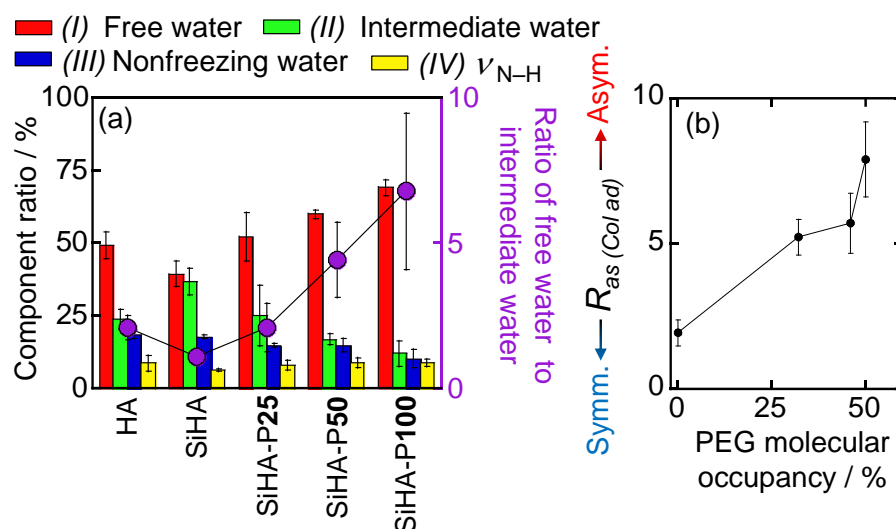 (I) Free water (II) Intermediate water
(III) Nonfreezing water (IV) νN–H
(a)
Component ratio / %
100
75
50
25
0
10
5
0
Ratio of free water to
intermediate water
HA
SiHA
SiHA-P25
SiHA-P50
SiHA-P100
(b)
Symm. ← Ras (Col ad) → Asym.
10
5
0
0
25
50
PEG molecular
occupancy / %